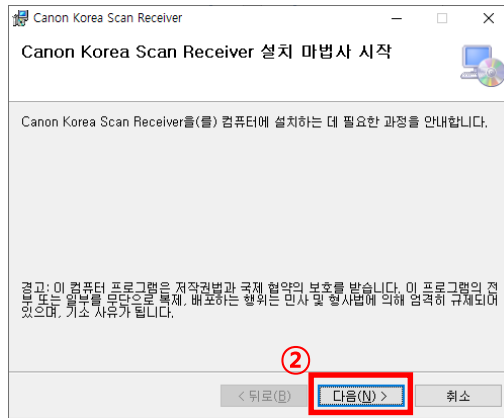 Canon Korea Scan Receiver
Canon Korea Scan Receiver 설치 마법사 시작
Canon Korea Scan Receiver을(를) 컴퓨터에 설치하는 데 필요한 과정을 안내합니다.
경고: 이 컴퓨터 프로그램은 저작권법과 국제 협약의 보호를 받습니다. 이 프로그램의 전
부 또는 일부를 무단으로 복제, 배포하는 행위는 민사 및 형사법에 의해 엄격히 규제되어
있으며, 기소 사유가 됩니다.
②
< 뒤로(B) 다음(N) > 취소